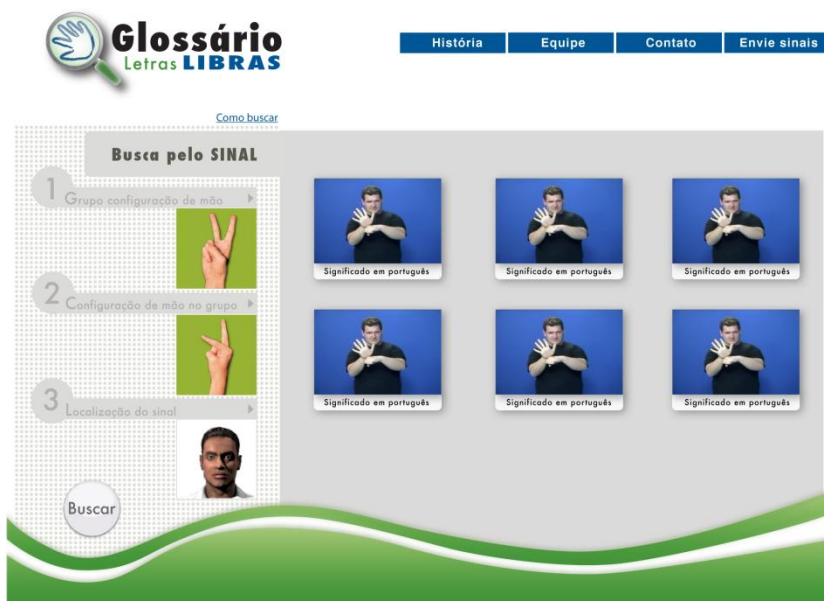 Glossário
Letras LIBRAS
História
Equipe
Contato
Envie sinais
Como buscar
Busca pelo SINAL
1 Grupo configuração de mão
2 Configuração de mão no grupo
3 Localização do sinal
Buscar
Significado em português
Significado em português
Significado em português
Significado em português
Significado em português
Significado em português